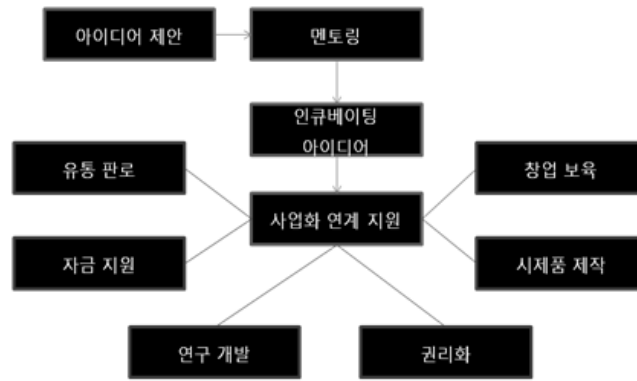 아이디어 제안
멘토링
인큐베이팅
아이디어
유통 판로
창업 보육
사업화 연계 지원
자금 지원
시제품 제작
연구 개발
권리화